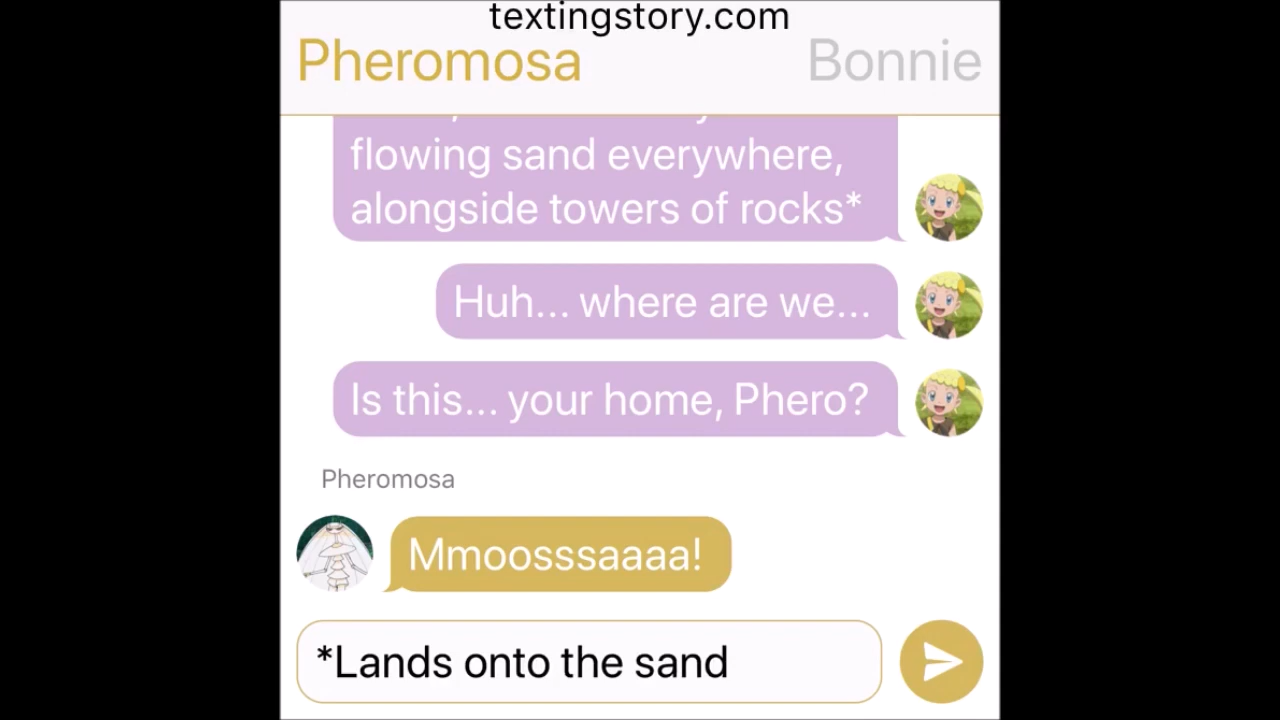 textingstory.com
Pheromosa Bonnie
flowing sand everywhere,
alongside towers of rocks*
Huh... where are we...
Is this... your home, Phero?
Pheromosa
Mmoosssaaaa!
*Lands onto the sand